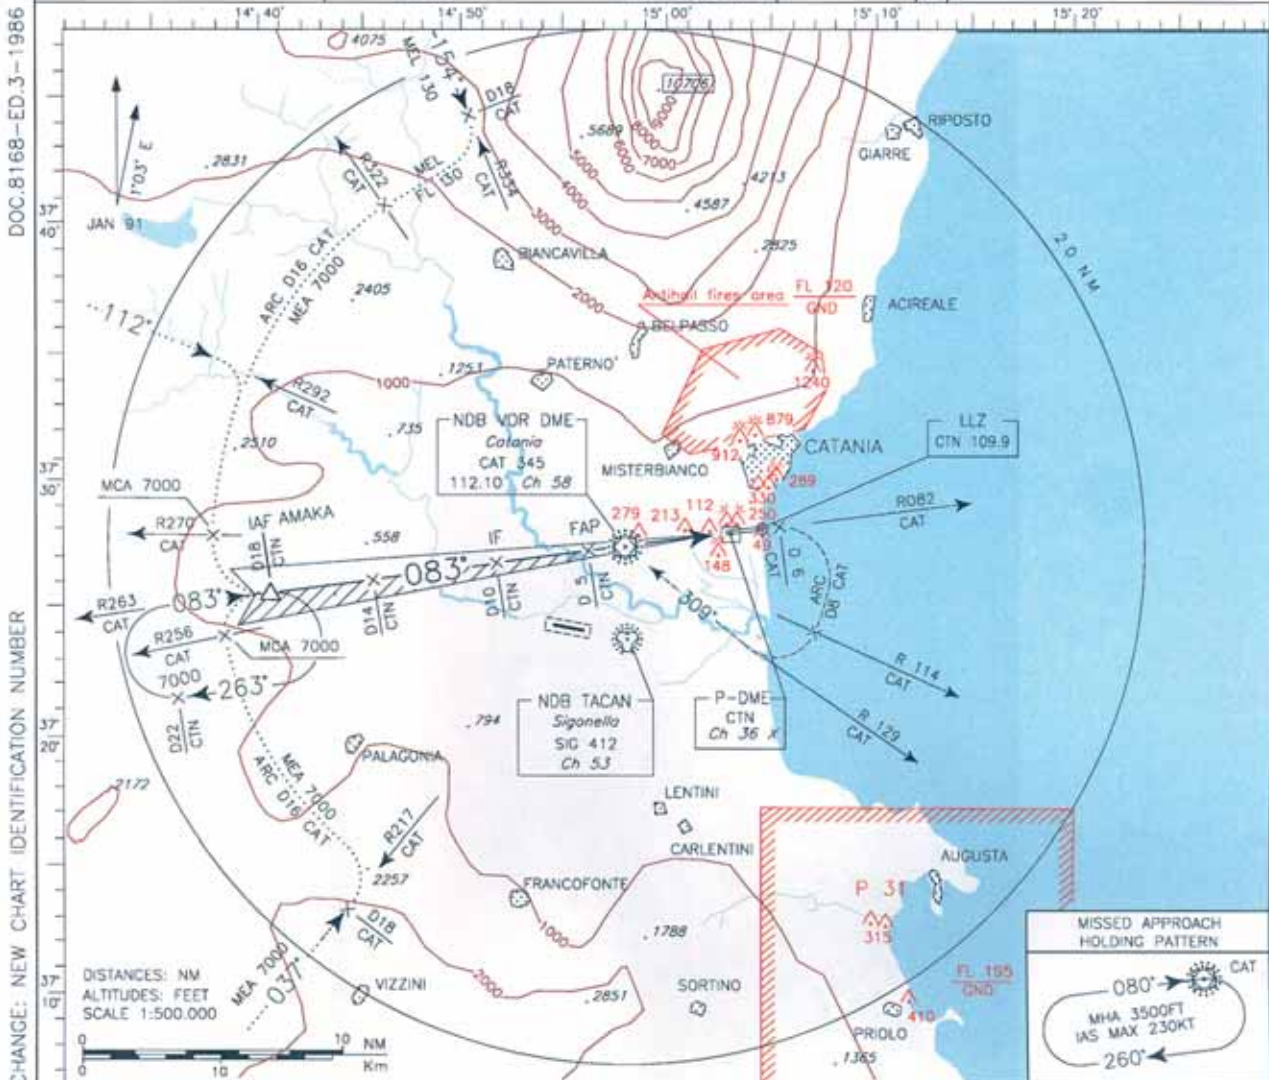 DOC.8168-ED.3-1986
CHANGE: NEW CHART IDENTIFICATION NUMBER
14°40'
14°50'
15°00'
15°10'
15°20'
4075
154°
MEL 130
D18
CAT
10706
9000
8000
7000
6000
5000
4000
3000
2000
5689
RIPOSTO
GIARRE
1°03' E
JAN 91
2831
R322
CAT
MEL
FL 130
R334
CAT
4213
4587
2825
37°
40'
BIANCAVILLA
20 NM
ARC D16 CAT
MEA 7000
2405
Antihail fires area
FL 120
GND
ACIREALE
BELPASSO
112°
PATERNO'
1253
1000
1240
R292
CAT
NDB VOR DME
Catania
CAT 345
112.10 Ch 58
735
2510
879
912
CATANIA
LLZ
CTN 109.9
MISTERBIANCO
289
330
37°
30'
MCA 7000
R082
CAT
R270
CAT
IAF AMAKA
D18
CTN
558
IF
FAP
279
213
112
250
49
148
CAT
083°
083°
D14
CTN
D10
CTN
D 5
CTN
D 6
ARC
D8 CAT
309°
R263
CAT
R256
CAT
7000
MCA 7000
263°
D22
CTN
R 114
CAT
R 129
CAT
NDB TACAN
Sigonella
SIG 412
Ch 53
P-DME
CTN
Ch 36 X
794
37°
20'
PALAGONIA
MEA 7000
ARC D16 CAT
2172
R217
CAT
LENTINI
CARLENTINI
AUGUSTA
2257
FRANCOFONTE
P 31
315
D18
CAT
1000
1788
MISSED APPROACH
HOLDING PATTERN
MEA 7000
037°
2000
FL 195
GND
080°
CAT
MHA 3500FT
IAS MAX 230KT
260°
37°
10'
DISTANCES: NM
ALTITUDES: FEET
SCALE 1:500.000
VIZZINI
2851
SORTINO
410
PRIOLO
1365
0
10
NM
0
10
Km